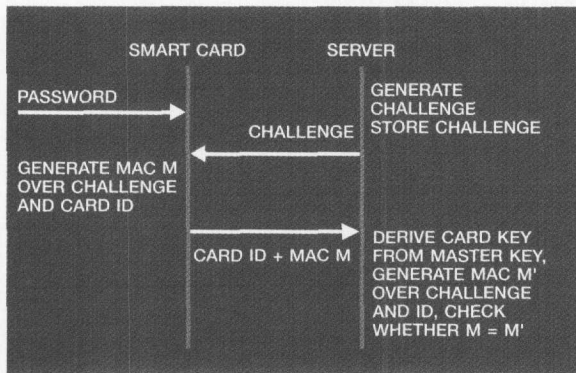 SMART CARD
SERVER
PASSWORD
GENERATE
CHALLENGE
STORE CHALLENGE
CHALLENGE
GENERATE MAC M
OVER CHALLENGE
AND CARD ID
CARD ID + MAC M
DERIVE CARD KEY
FROM MASTER KEY,
GENERATE MAC M'
OVER CHALLENGE
AND ID, CHECK
WHETHER M = M'